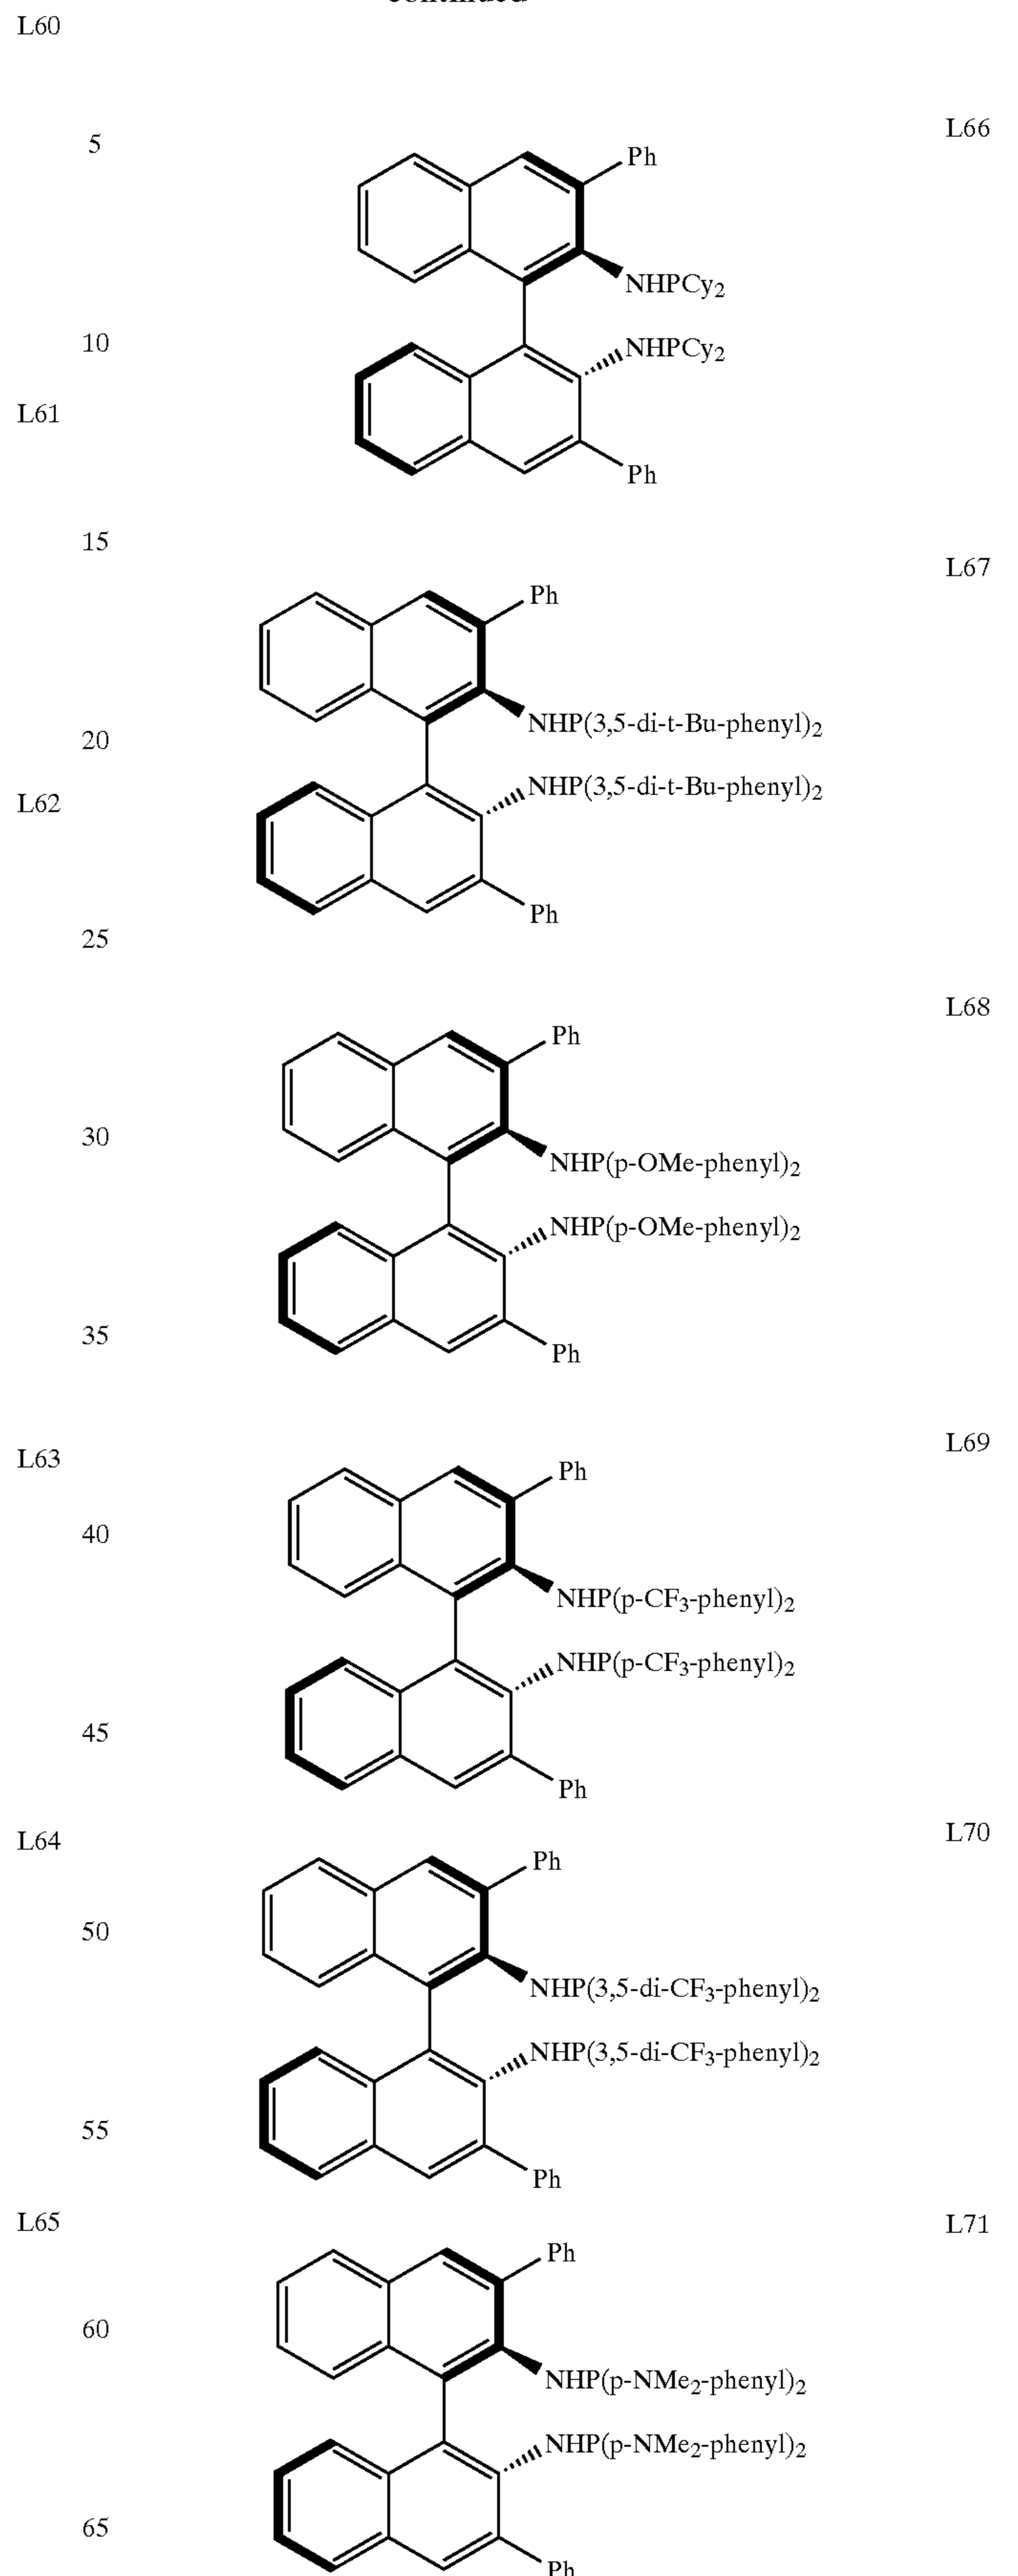 L60
L66
5
Ph
NHPCy2
10
NHPCy2
L61
Ph
15
L67
Ph
NHP(3,5-di-t-Bu-phenyl)2
20
NHP(3,5-di-t-Bu-phenyl)2
L62
Ph
25
L68
Ph
30
NHP(p-OMe-phenyl)2
NHP(p-OMe-phenyl)2
35
Ph
L69
L63
Ph
40
NHP(p-CF3-phenyl)2
NHP(p-CF3-phenyl)2
45
Ph
L70
L64
Ph
50
NHP(3,5-di-CF3-phenyl)2
NHP(3,5-di-CF3-phenyl)2
55
Ph
L65
L71
Ph
60
NHP(p-NMe2-phenyl)2
NHP(p-NMe2-phenyl)2
65
Ph